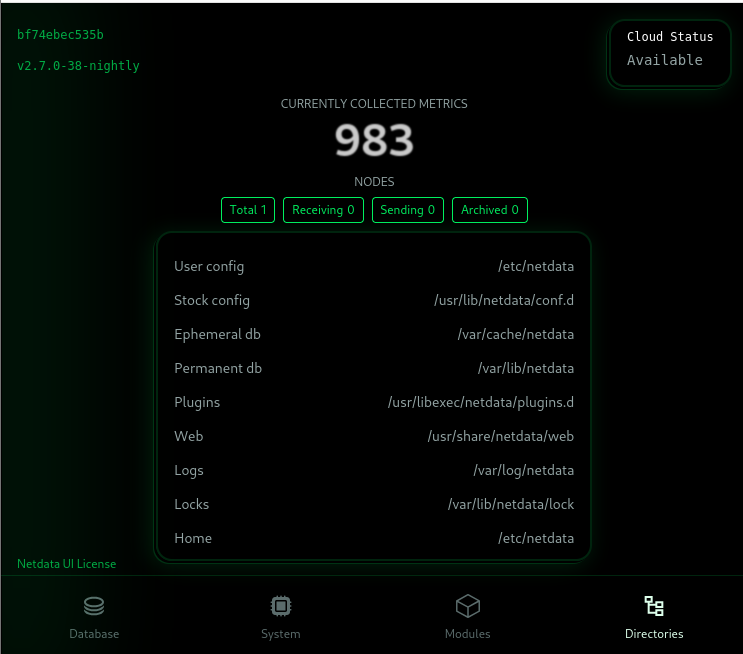 bf74ebec535b
v2.7.0-38-nightly
Cloud Status
Available
CURRENTLY COLLECTED METRICS
983
NODES
Total 1 Receiving 0 Sending 0 Archived 0
User config /etc/netdata
Stock config /usr/lib/netdata/conf.d
Ephemeral db /var/cache/netdata
Permanent db /var/lib/netdata
Plugins /usr/libexec/netdata/plugins.d
Web /usr/share/netdata/web
Logs /var/log/netdata
Locks /var/lib/netdata/lock
Home /etc/netdata
Netdata UI License
Database System Modules Directories